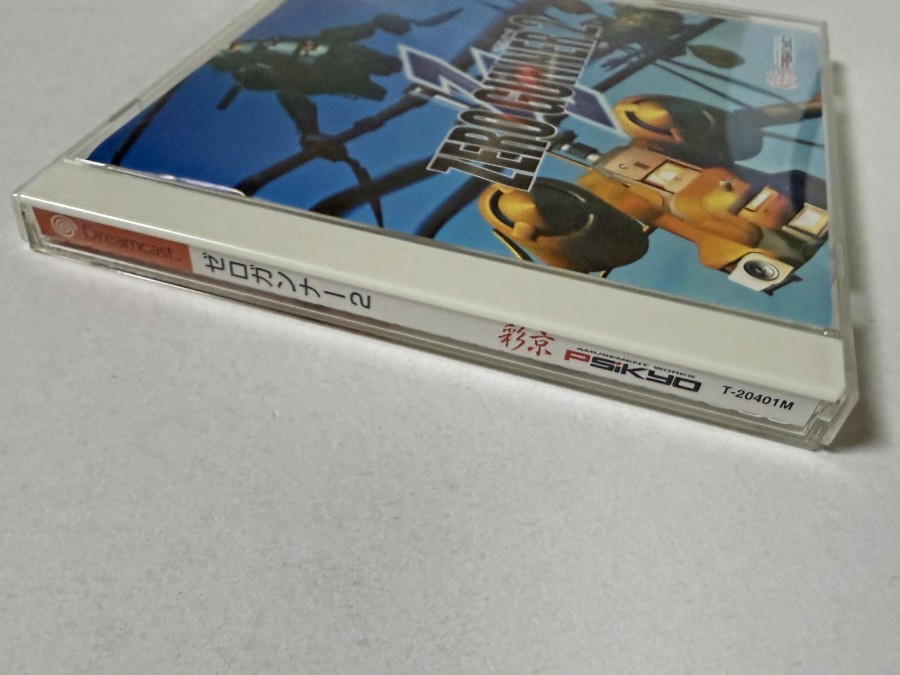 ZERO GUNNER 2
Dreamcast.
ゼロガンナー2
彩京
AMUSEMENT WORKS
PSiKyo
T-20401M